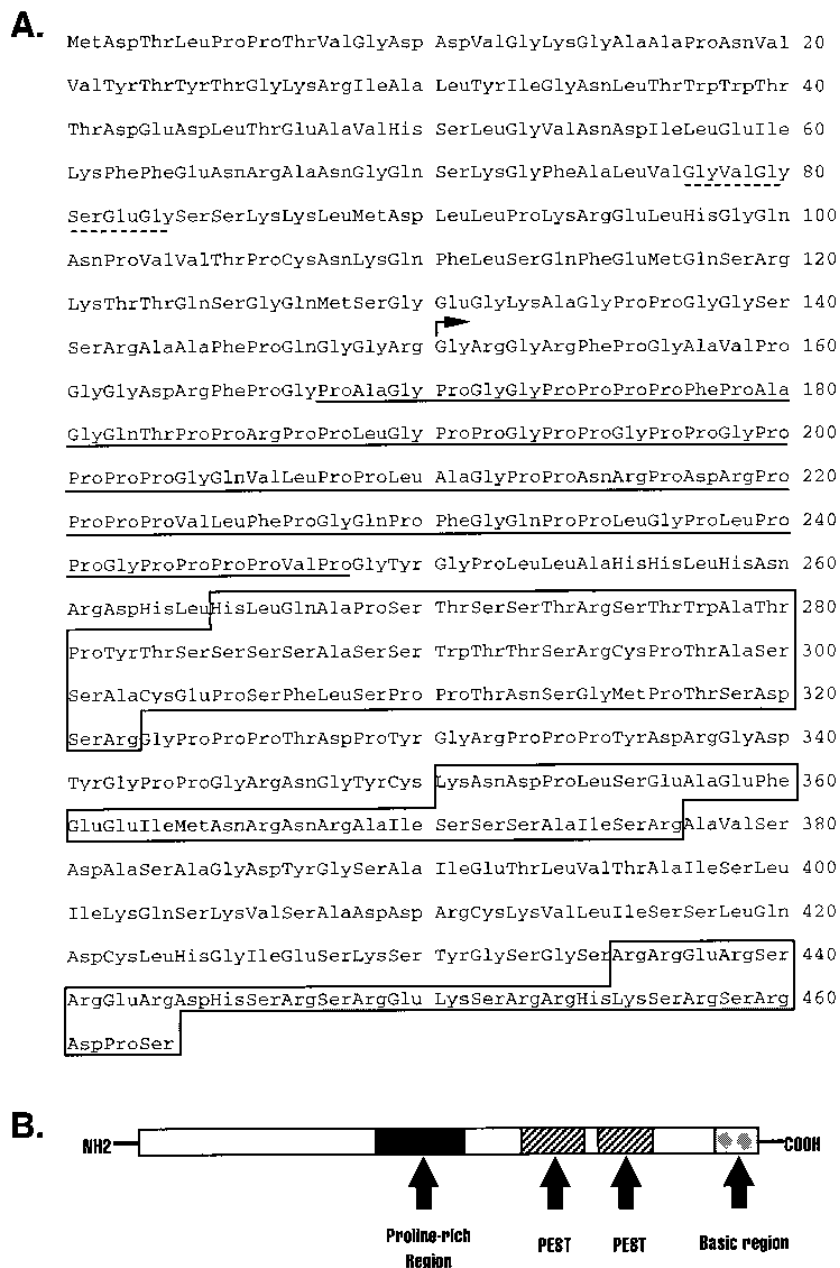 A.
MetAspThrLeuProProThrValGlyAsp AspValGlyLysGlyAlaAlaProAsnVal 20
ValTyrThrTyrThrGlyLysArgIleAla LeuTyrIleGlyAsnLeuThrTrpTrpThr 40
ThrAspGluAspLeuThrGluAlaValHis SerLeuGlyValAsnAspIleLeuGluIle 60
LysPhePheGluAsnArgAlaAsnGlyGln SerLysGlyPheAlaLeuValGlyValGly 80
SerGluGlySerSerLysLysLeuMetAsp LeuLeuProLysArgGluLeuHisGlyGln 100
AsnProValValThrProCysAsnLysGln PheLeuSerGlnPheGluMetGlnSerArg 120
LysThrThrGlnSerGlyGlnMetSerGly GluGlyLysAlaGlyProProGlyGlySer 140
SerArgAlaAlaPheProGlnGlyGlyArg GlyArgGlyArgPheProGlyAlaValPro 160
GlyGlyAspArgPheProGlyProAlaGly ProGlyGlyProProProProPheProAla 180
GlyGlnThrProProArgProProLeuGly ProProGlyProProGlyProProGlyPro 200
ProProProGlyGlnValLeuProProLeu AlaGlyProProAsnArgProAspArgPro 220
ProProProValLeuPheProGlyGlnPro PheGlyGlnProProLeuGlyProLeuPro 240
ProGlyProProProProValProGlyTyr GlyProLeuLeuAlaHisHisLeuHisAsn 260
ArgAspHisLeuHisLeuGlnAlaProSer ThrSerSerThrArgSerThrTrpAlaThr 280
ProTyrThrSerSerSerSerAlaSerSer TrpThrThrSerArgCysProThrAlaSer 300
SerAlaCysGluProSerPheLeuSerPro ProThrAsnSerGlyMetProThrSerAsp 320
SerArgGlyProProProThrAspProTyr GlyArgProProProTyrAspArgGlyAsp 340
TyrGlyProProGlyArgAsnGlyTyrCys LysAsnAspProLeuSerGluAlaGluPhe 360
GluGluIleMetAsnArgAsnArgAlaIle SerSerSerAlaIleSerArgAlaValSer 380
AspAlaSerAlaGlyAspTyrGlySerAla IleGluThrLeuValThrAlaIleSerLeu 400
IleLysGlnSerLysValSerAlaAspAsp ArgCysLysValLeuIleSerSerLeuGln 420
AspCysLeuHisGlyIleGluSerLysSer TyrGlySerGlySerArgArgGluArgSer 440
ArgGluArgAspHisSerArgSerArgGlu LysSerArgArgHisLysSerArgSerArg 460
AspProSer
B.
NH2 COOH
Proline-rich Region PEST PEST Basic region